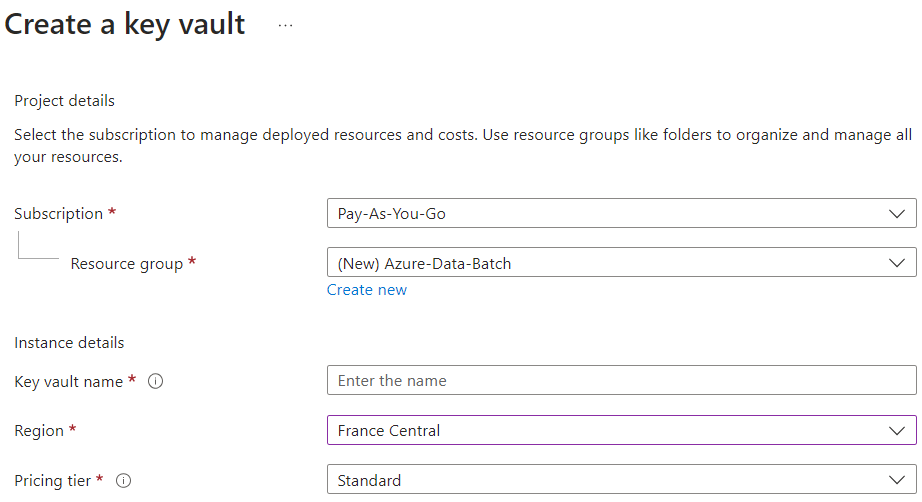 Create a key vault ...
Project details
Select the subscription to manage deployed resources and costs. Use resource groups like folders to organize and manage all
your resources.
Subscription * Pay-As-You-Go
Resource group * (New) Azure-Data-Batch
Create new
Instance details
Key vault name * i Enter the name
Region * France Central
Pricing tier * i Standard